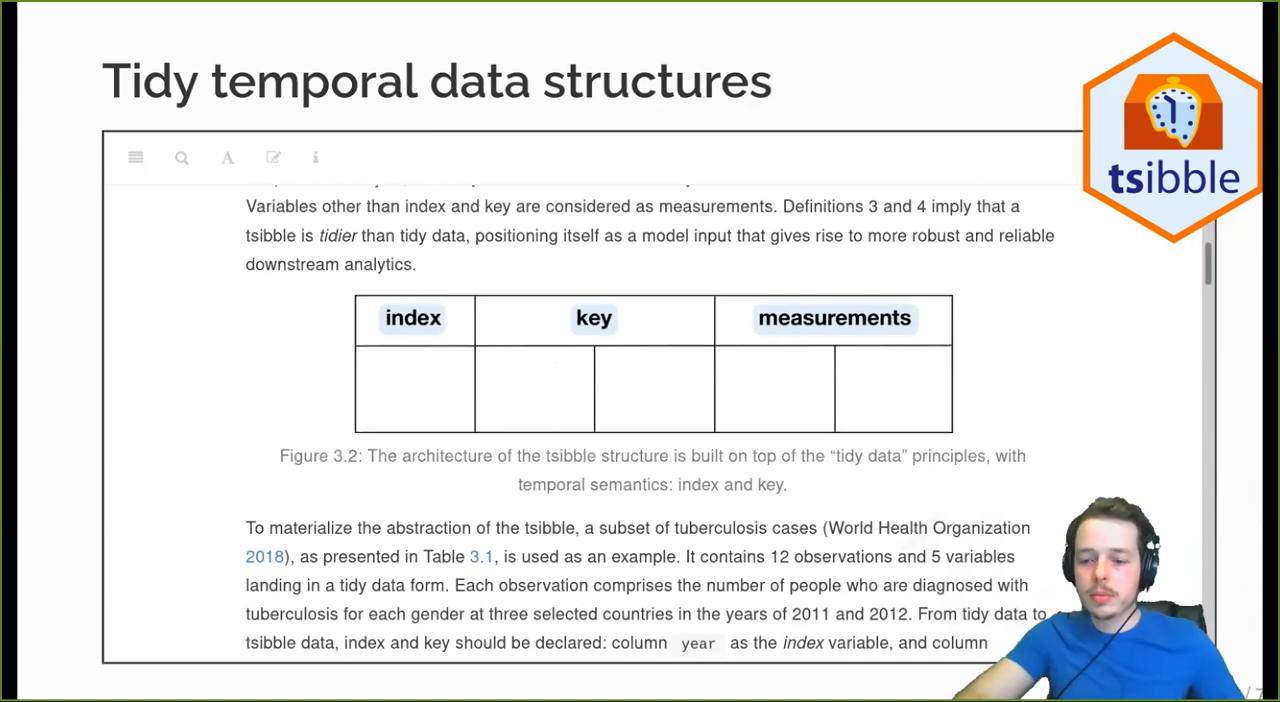 Tidy temporal data structures
tsibble
Variables other than index and key are considered as measurements. Definitions 3 and 4 imply that a
tsibble is tidier than tidy data, positioning itself as a model input that gives rise to more robust and reliable
downstream analytics.
index key measurements
Figure 3.2: The architecture of the tsibble structure is built on top of the “tidy data” principles, with
temporal semantics: index and key.
To materialize the abstraction of the tsibble, a subset of tuberculosis cases (World Health Organization
2018), as presented in Table 3.1, is used as an example. It contains 12 observations and 5 variables
landing in a tidy data form. Each observation comprises the number of people who are diagnosed with
tuberculosis for each gender at three selected countries in the years of 2011 and 2012. From tidy data to
tsibble data, index and key should be declared: column year as the index variable, and column